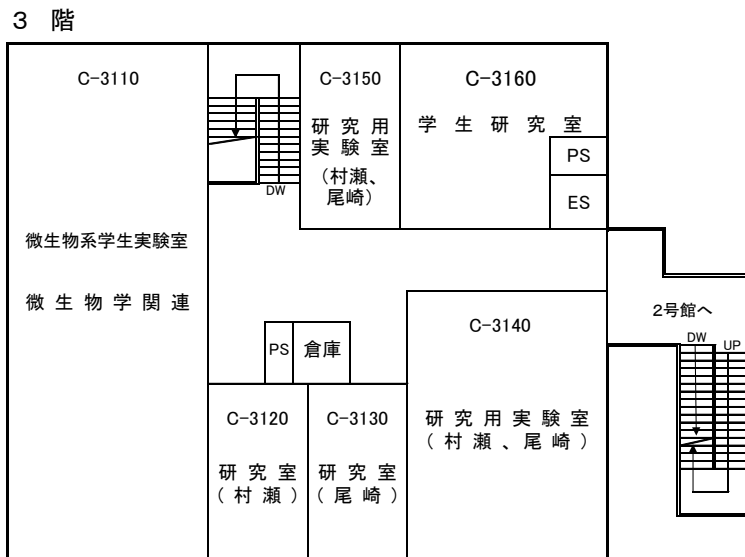 3 階
C-3110
微生物系学生実験室
微生物学関連
DW
C-3150
研究用
実験室
(村瀬、
尾崎)
C-3160
学生研究室
PS
ES
2号館へ
DW
UP
PS
倉庫
C-3120
研究室
(村瀬)
C-3130
研究室
(尾崎)
C-3140
研究用実験室
(村瀬、尾崎)